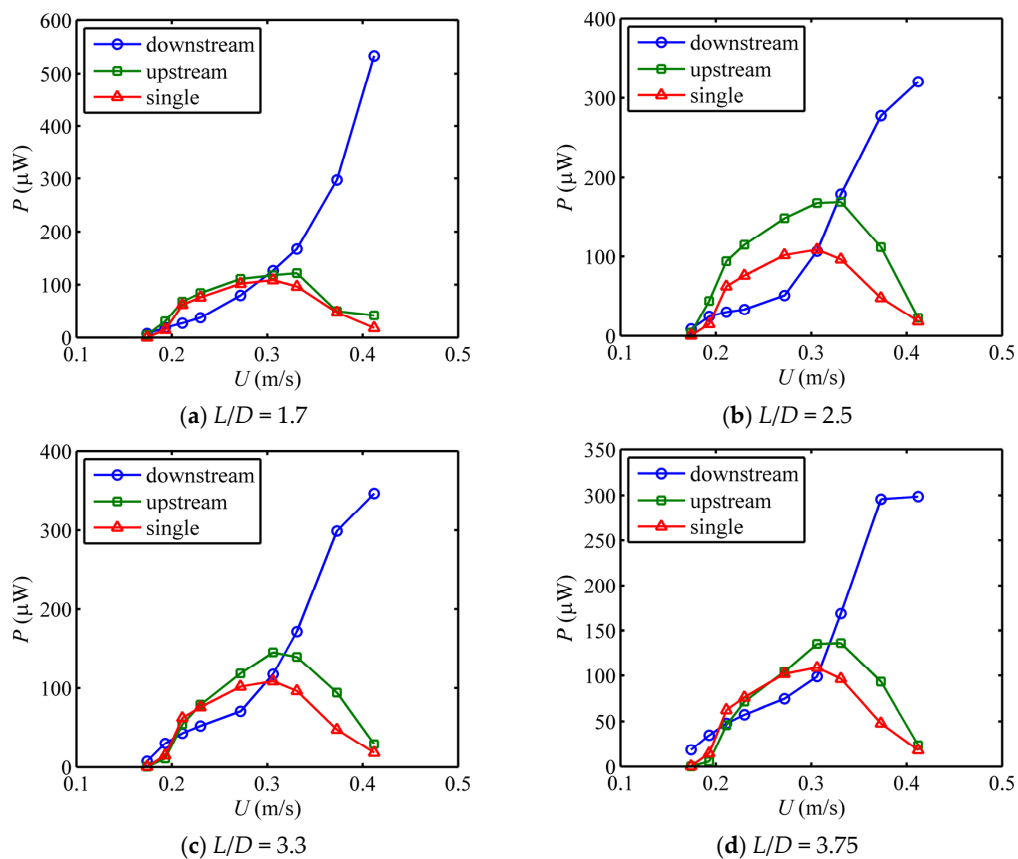 600
500
400
300
200
100
0
P (μW)
downstream
upstream
single
0.1 0.2 0.3 0.4 0.5
U (m/s)
(a) L/D = 1.7
400
300
200
100
0
P (μW)
downstream
upstream
single
0.1 0.2 0.3 0.4 0.5
U (m/s)
(b) L/D = 2.5
400
300
200
100
0
P (μW)
downstream
upstream
single
0.1 0.2 0.3 0.4 0.5
U (m/s)
(c) L/D = 3.3
350
300
250
200
150
100
50
0
P (μW)
downstream
upstream
single
0.1 0.2 0.3 0.4 0.5
U (m/s)
(d) L/D = 3.75